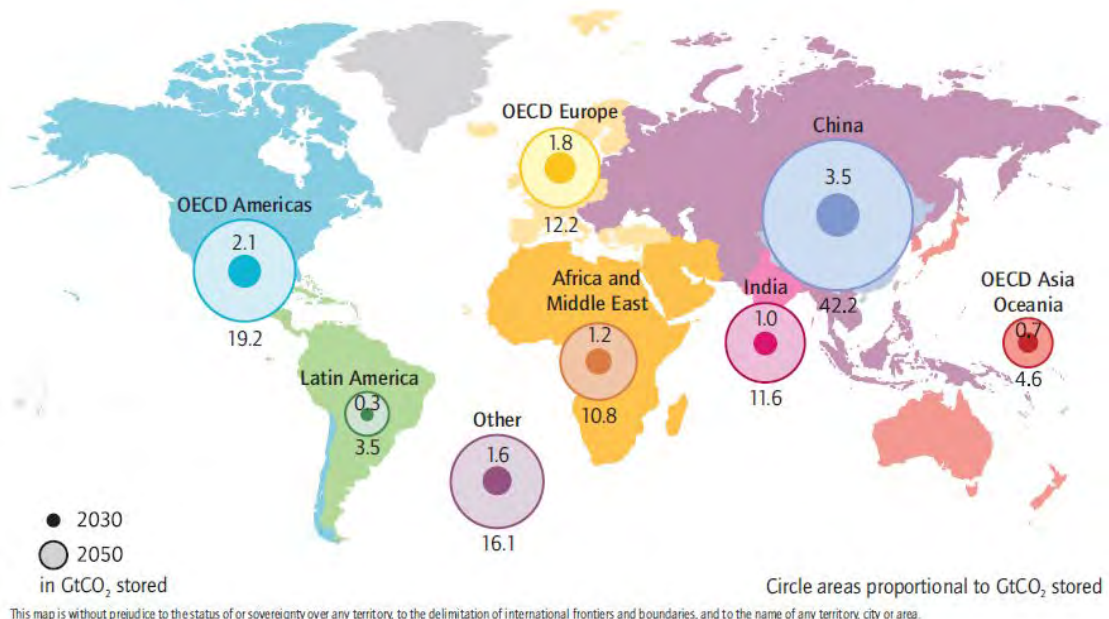 OECD Europe
1.8
12.2
China
3.5
42.2
OECD Americas
2.1
19.2
Africa and
Middle East
1.2
10.8
India
1.0
11.6
OECD Asia
Oceania
0.7
4.6
Latin America
0.3
3.5
Other
1.6
16.1
2030
2050
in GtCO₂ stored
Circle areas proportional to GtCO₂ stored
This map is without prejudice to the status of or sovereignty over any territory, to the delimitation of international frontiers and boundaries, and to the name of any territory, city or area.